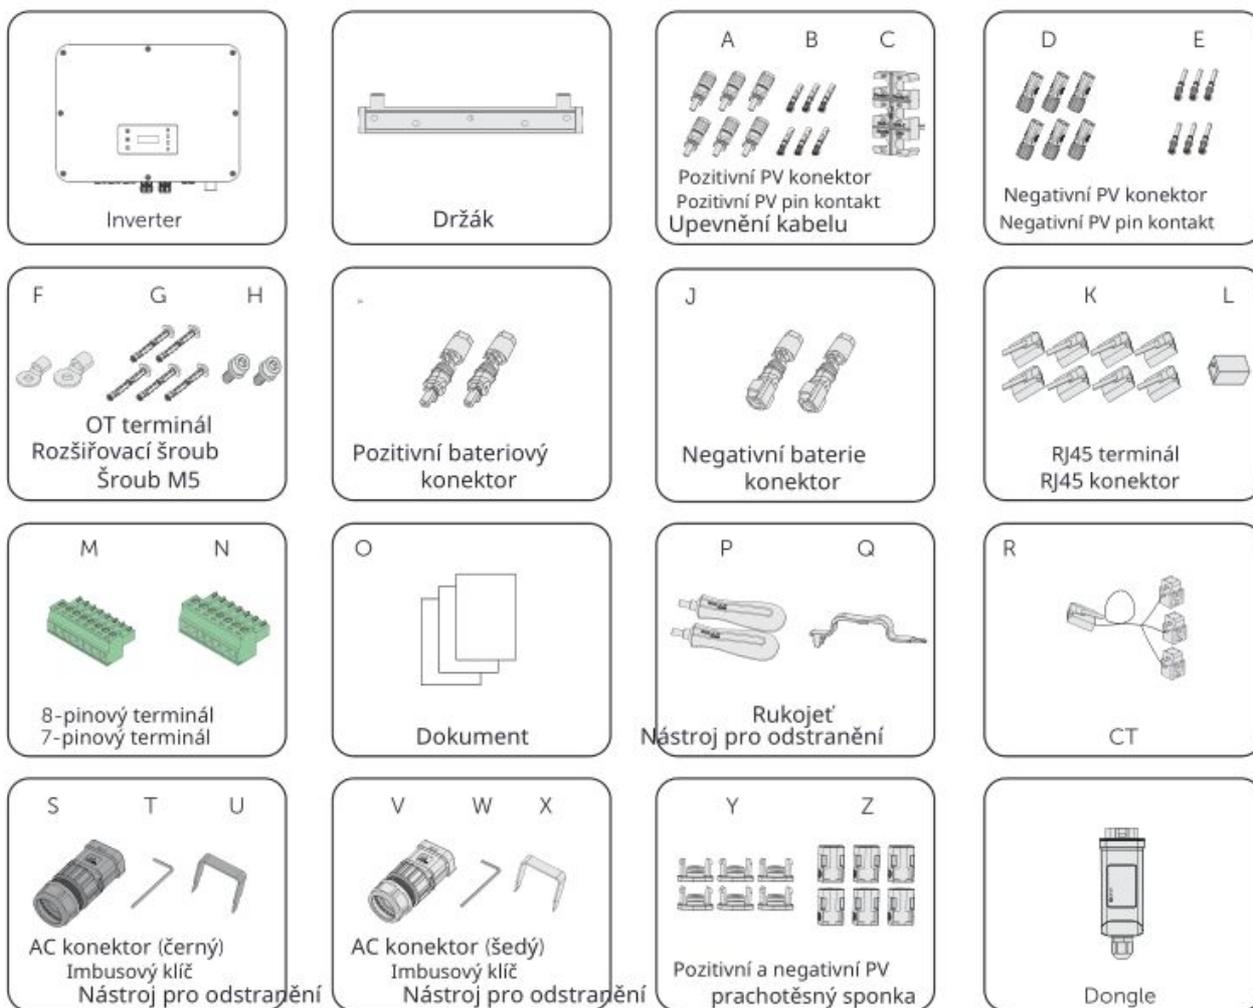 Inverter
Držák
A B C
Pozitivní PV konektor
Pozitivní PV pin kontakt
Upevnění kabelu
D E
Negativní PV konektor
Negativní PV pin kontakt
F G H
OT terminál
Rozšiřovací šroub
Šroub M5
Pozitivní bateriový
konektor
J
Negativní baterie
konektor
K L
RJ45 terminál
RJ45 konektor
M N
8-pinový terminál
7-pinový terminál
O
Dokument
P Q
Rukojeť
Nástroj pro odstranění
R
CT
S T U
AC konektor (černý)
Imbusový klíč
Nástroj pro odstranění
V W X
AC konektor (šedý)
Imbusový klíč
Nástroj pro odstranění
Y Z
Pozitivní a negativní PV
prachotěsný sponka
Dongle